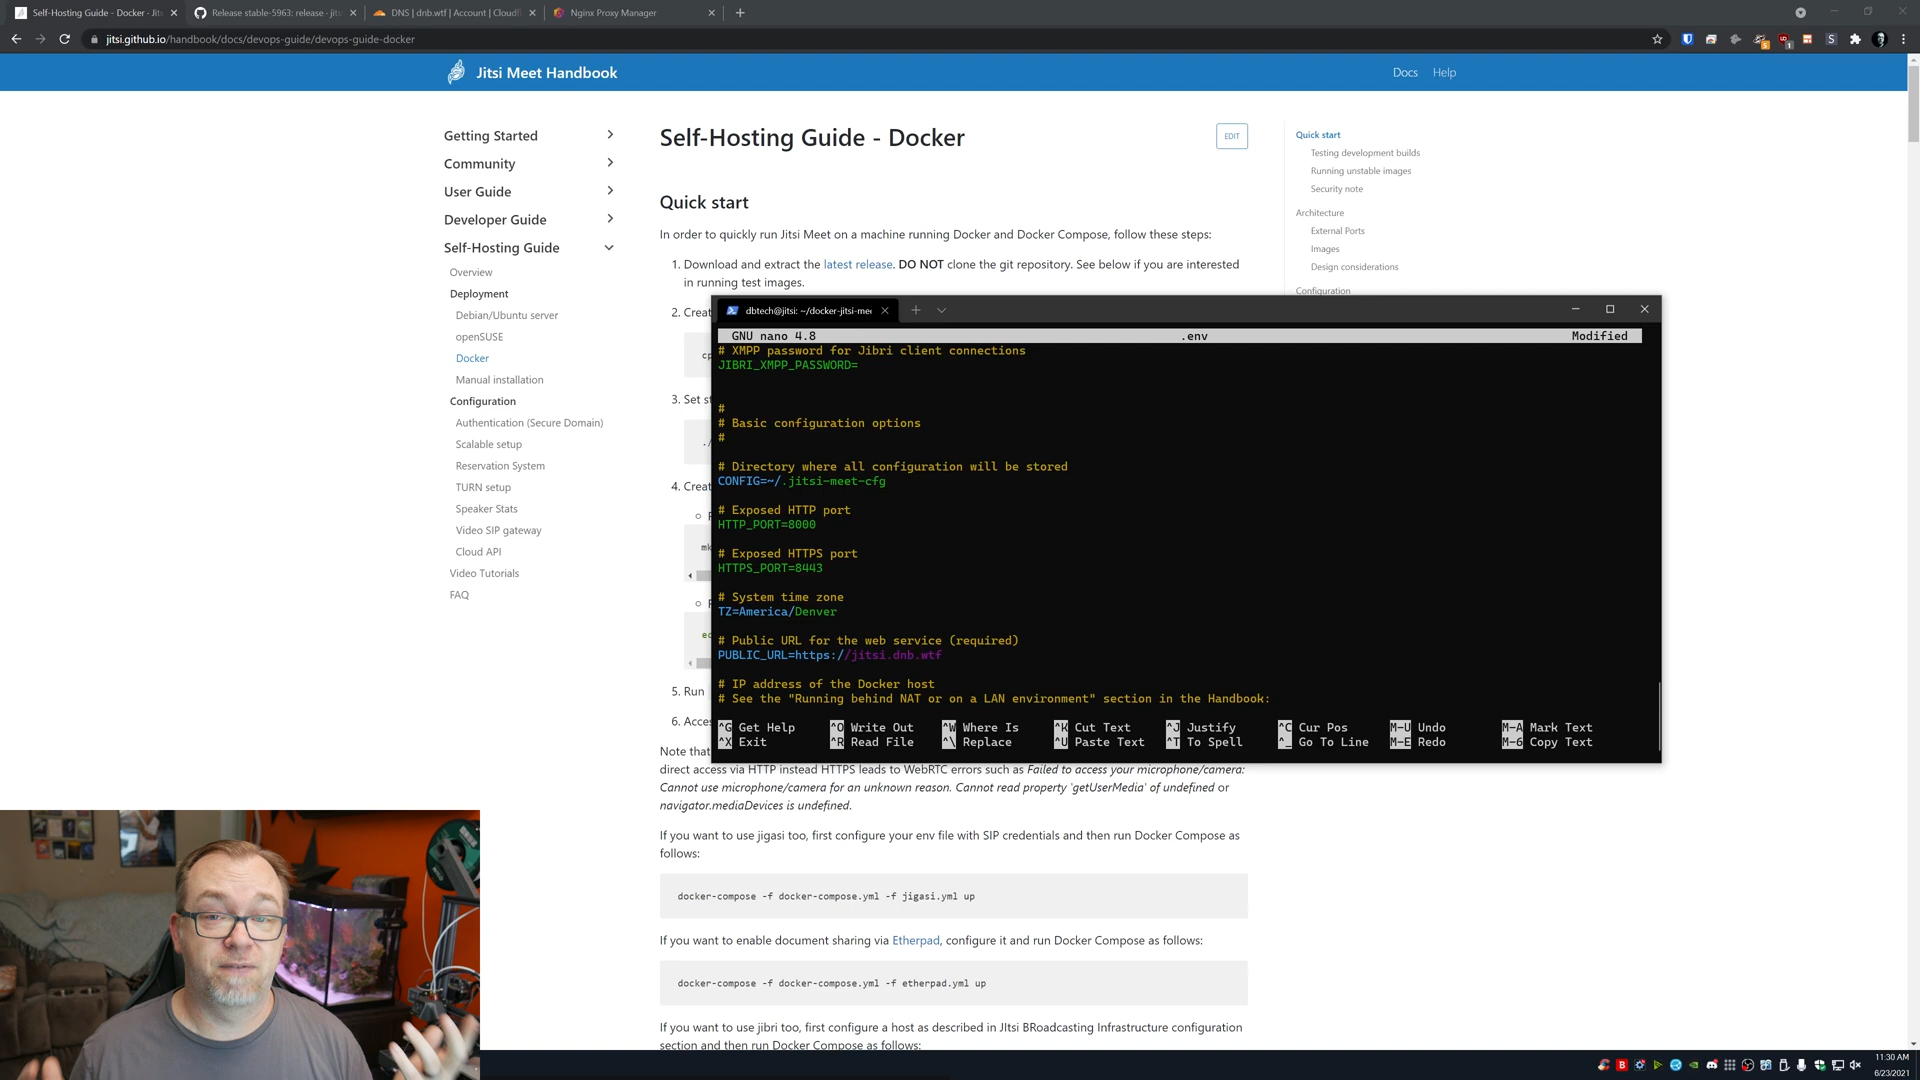 Self-Hosting Guide - Docker - Jit
Release stable-5963: release · jits
DNS | dnb.wtf | Account | Cloudfl
Nginx Proxy Manager
jitsi.github.io/handbook/docs/devops-guide/devops-guide-docker
Jitsi Meet Handbook
Docs
Help
Getting Started
Community
User Guide
Developer Guide
Self-Hosting Guide
Overview
Deployment
Debian/Ubuntu server
openSUSE
Docker
Manual installation
Configuration
Authentication (Secure Domain)
Scalable setup
Reservation System
TURN setup
Speaker Stats
Video SIP gateway
Cloud API
Video Tutorials
FAQ
Self-Hosting Guide - Docker
EDIT
Quick start
In order to quickly run Jitsi Meet on a machine running Docker and Docker Compose, follow these steps:
1. Download and extract the latest release. DO NOT clone the git repository. See below if you are interested
in running test images.
2. Creat
cp
3. Set st
./
4. Creat
mk
ec
5. Run
6. Acces
Note that
direct access via HTTP instead HTTPS leads to WebRTC errors such as Failed to access your microphone/camera:
Cannot use microphone/camera for an unknown reason. Cannot read property 'getUserMedia' of undefined or
navigator.mediaDevices is undefined.
If you want to use jigasi too, first configure your env file with SIP credentials and then run Docker Compose as
follows:
docker-compose -f docker-compose.yml -f jigasi.yml up
If you want to enable document sharing via Etherpad, configure it and run Docker Compose as follows:
docker-compose -f docker-compose.yml -f etherpad.yml up
If you want to use jibri too, first configure a host as described in JItsi BRoadcasting Infrastructure configuration
section and then run Docker Compose as follows:
Quick start
Testing development builds
Running unstable images
Security note
Architecture
External Ports
Images
Design considerations
Configuration
dbtech@jitsi: ~/docker-jitsi-mee
GNU nano 4.8 .env Modified
# XMPP password for Jibri client connections
JIBRI_XMPP_PASSWORD=
#
# Basic configuration options
#
# Directory where all configuration will be stored
CONFIG=~/.jitsi-meet-cfg
# Exposed HTTP port
HTTP_PORT=8000
# Exposed HTTPS port
HTTPS_PORT=8443
# System time zone
TZ=America/Denver
# Public URL for the web service (required)
PUBLIC_URL=https://jitsi.dnb.wtf
# IP address of the Docker host
# See the "Running behind NAT or on a LAN environment" section in the Handbook:
^G Get Help ^O Write Out ^W Where Is ^K Cut Text ^J Justify ^C Cur Pos M-U Undo M-A Mark Text
^X Exit ^R Read File ^\ Replace ^U Paste Text ^T To Spell ^_ Go To Line M-E Redo M-6 Copy Text
11:30 AM
6/23/2021